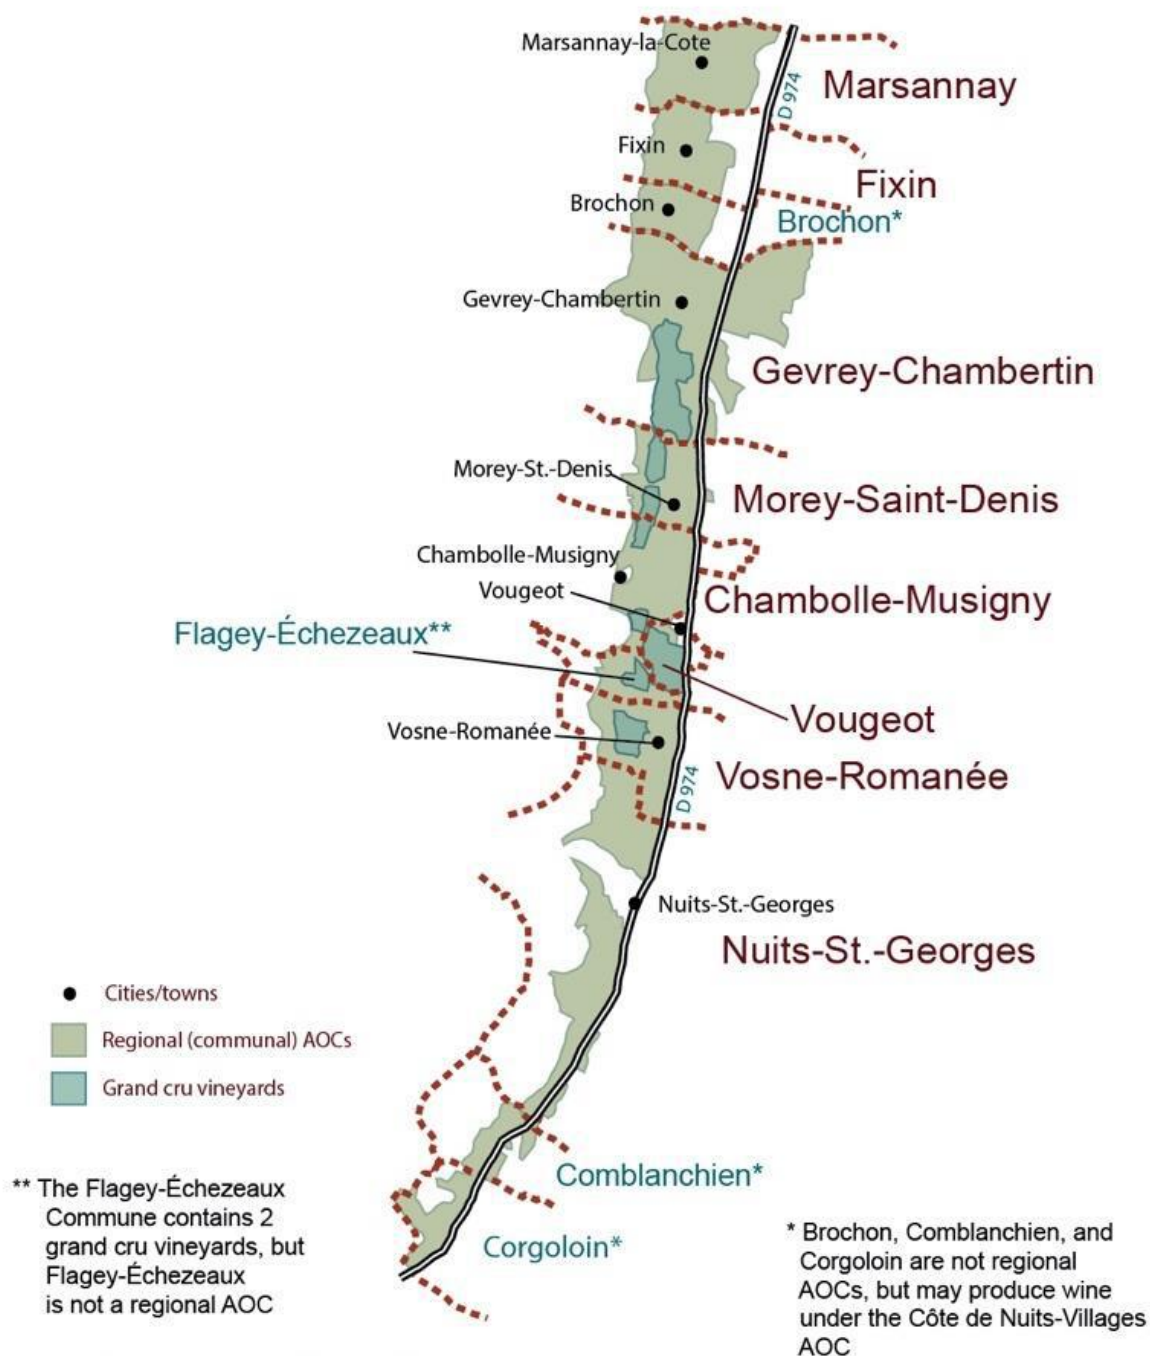 Marsannay-la-Cote
D 974
Marsannay
Fixin
Fixin
Brochon
Brochon*
Gevrey-Chambertin
Gevrey-Chambertin
Morey-St.-Denis
Morey-Saint-Denis
Chambolle-Musigny
Vougeot
Chambolle-Musigny
Flagey-Échezeaux**
Vougeot
Vosne-Romanée
Vosne-Romanée
D 974
Nuits-St.-Georges
Nuits-St.-Georges
Cities/towns
Regional (communal) AOCs
Grand cru vineyards
Comblanchien*
Corgoloin*
** The Flagey-Échezeaux
Commune contains 2
grand cru vineyards, but
Flagey-Échezeaux
is not a regional AOC
* Brochon, Comblanchien, and
Corgoloin are not regional
AOCs, but may produce wine
under the Côte de Nuits-Villages
AOC